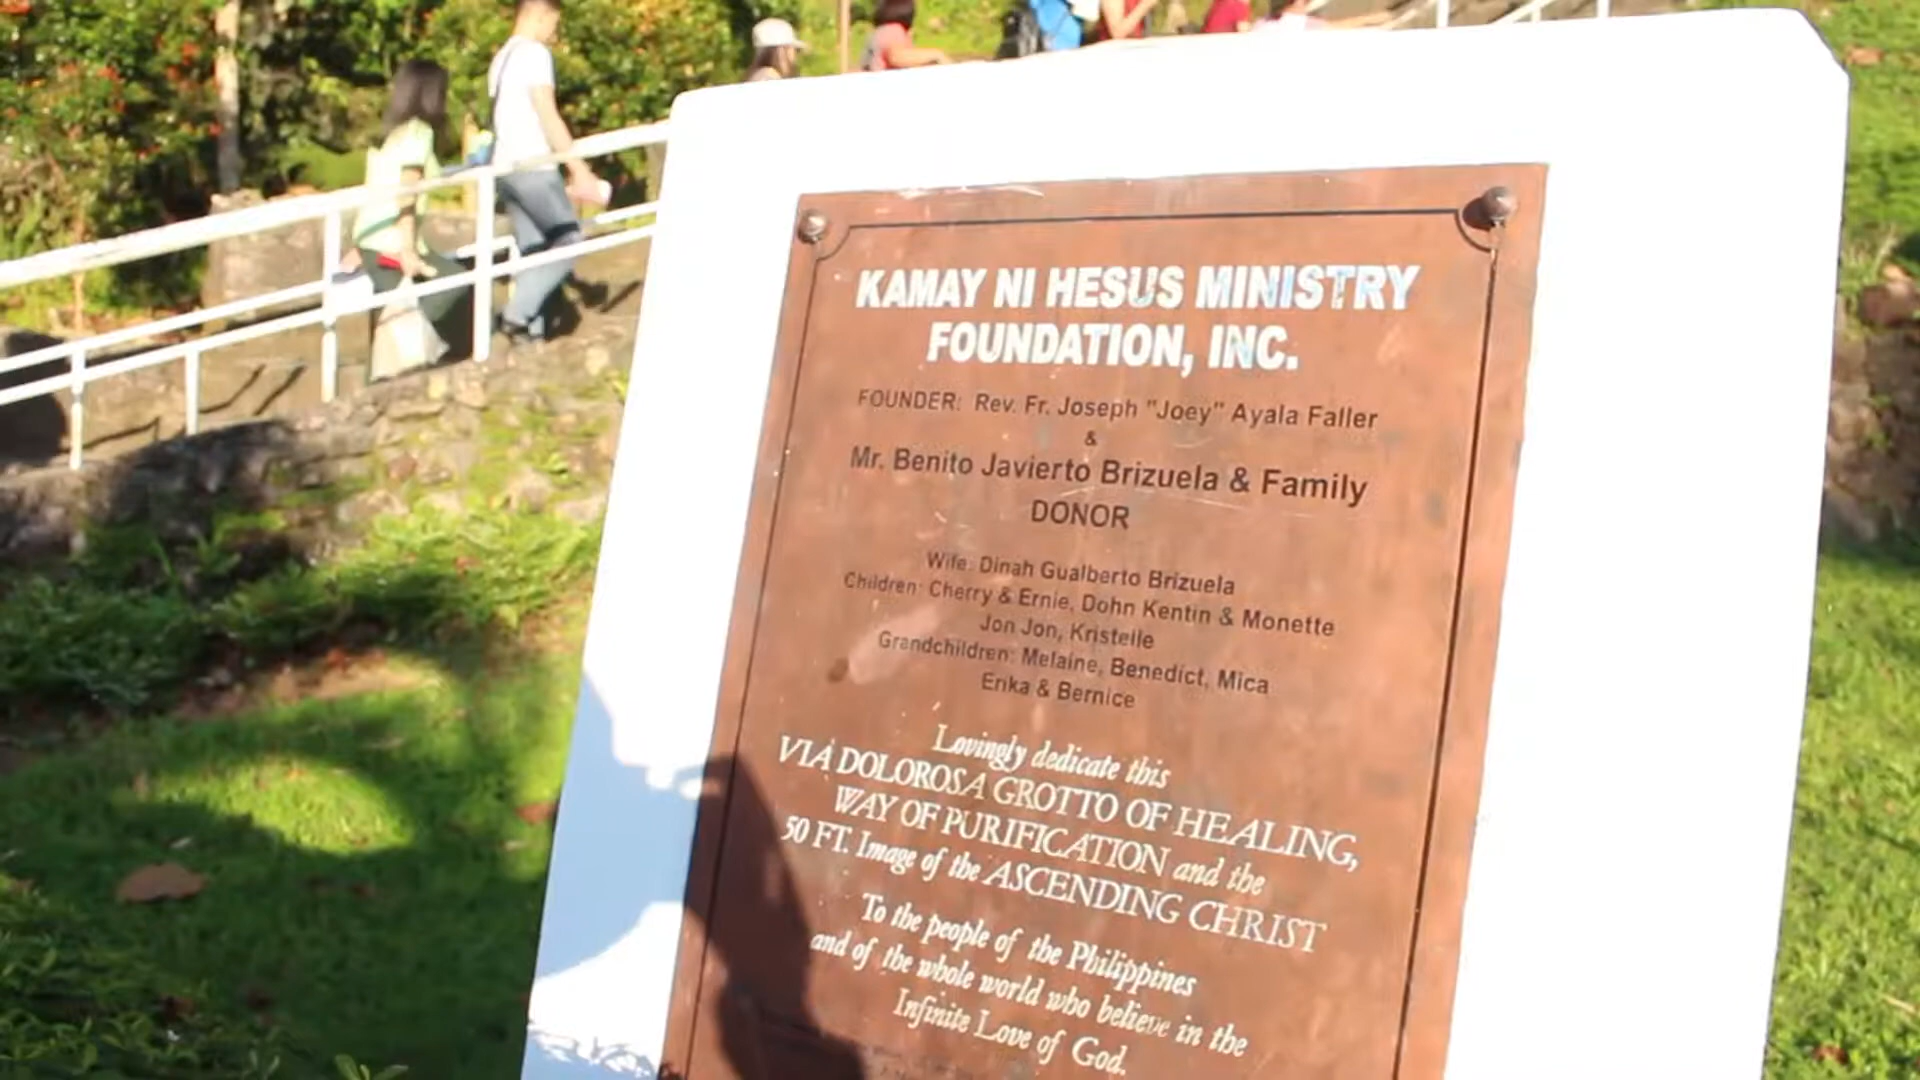 KAMAY NI HESUS MINISTRY
FOUNDATION, INC.
FOUNDER: Rev. Fr. Joseph "Joey" Ayala Faller
&
Mr. Benito Javierto Brizuela & Family
DONOR
Wife: Dinah Gualberto Brizuela
Children: Cherry & Ernie, Dohn Kentin & Monette
Jon Jon, Kristelle
Grandchildren: Melaine, Benedict, Mica
Erika & Bernice
Lovingly dedicate this
VIA DOLOROSA GROTTO OF HEALING,
WAY OF PURIFICATION and the
50 FT. Image of the ASCENDING CHRIST
To the people of the Philippines
and of the whole world who believe in the
Infinite Love of God.